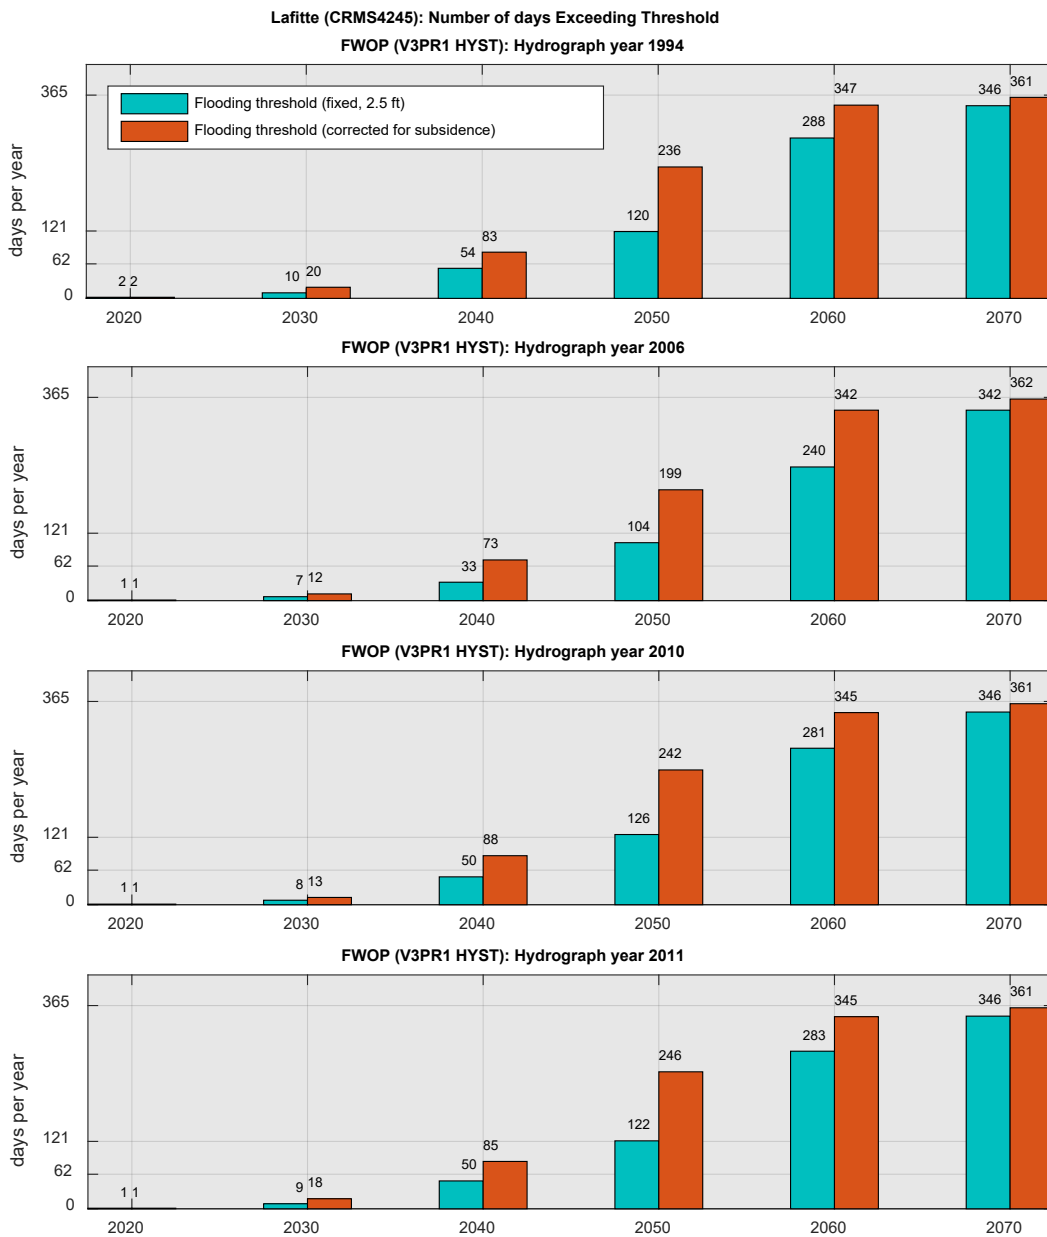 Lafitte (CRMS4245): Number of days Exceeding Threshold
FWOP (V3PR1 HYST): Hydrograph year 1994
Flooding threshold (fixed, 2.5 ft)
Flooding threshold (corrected for subsidence)
days per year
365
121
62
0
2 2
10 20
54 83
120 236
288 347
346 361
2020 2030 2040 2050 2060 2070
FWOP (V3PR1 HYST): Hydrograph year 2006
days per year
365
121
62
0
1 1
7 12
33 73
104 199
240 342
342 362
2020 2030 2040 2050 2060 2070
FWOP (V3PR1 HYST): Hydrograph year 2010
days per year
365
121
62
0
1 1
8 13
50 88
126 242
281 345
346 361
2020 2030 2040 2050 2060 2070
FWOP (V3PR1 HYST): Hydrograph year 2011
days per year
365
121
62
0
1 1
9 18
50 85
122 246
283 345
346 361
2020 2030 2040 2050 2060 2070